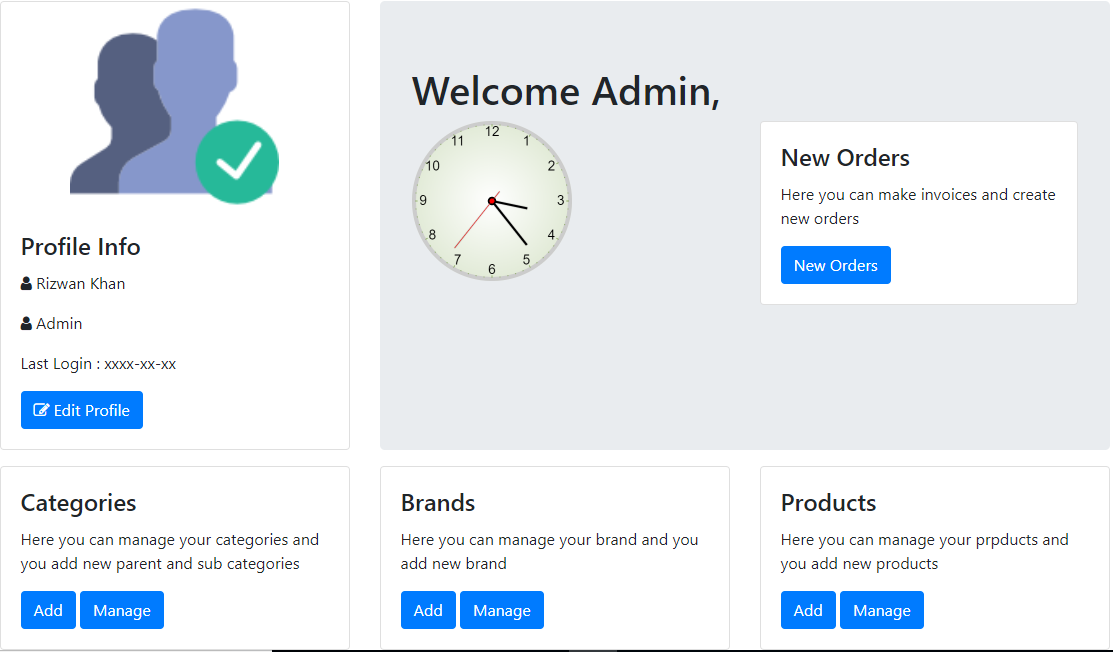 Profile Info
Rizwan Khan
Admin
Last Login : xxxx-xx-xx
Edit Profile
Welcome Admin,
12
1
2
3
4
5
6
7
8
9
10
11
New Orders
Here you can make invoices and create
new orders
New Orders
Categories
Here you can manage your categories and
you add new parent and sub categories
Add Manage
Brands
Here you can manage your brand and you
add new brand
Add Manage
Products
Here you can manage your prpducts and
you add new products
Add Manage